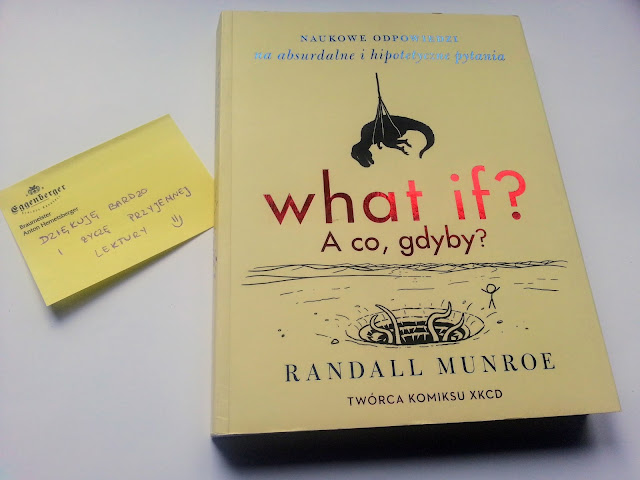 Eggenberger
Braumeister
Anton Hemetsberger
DZIĘKUJĘ BARDZO
I ŻYCZĘ PRZYJEMNEJ
LEKTURY
NAUKOWE ODPOWIEDZI
na absurdalne i hipotetyczne pytania
what if?
A co, gdyby?
RANDALL MUNROE
TWÓRCA KOMIKSU XKCD